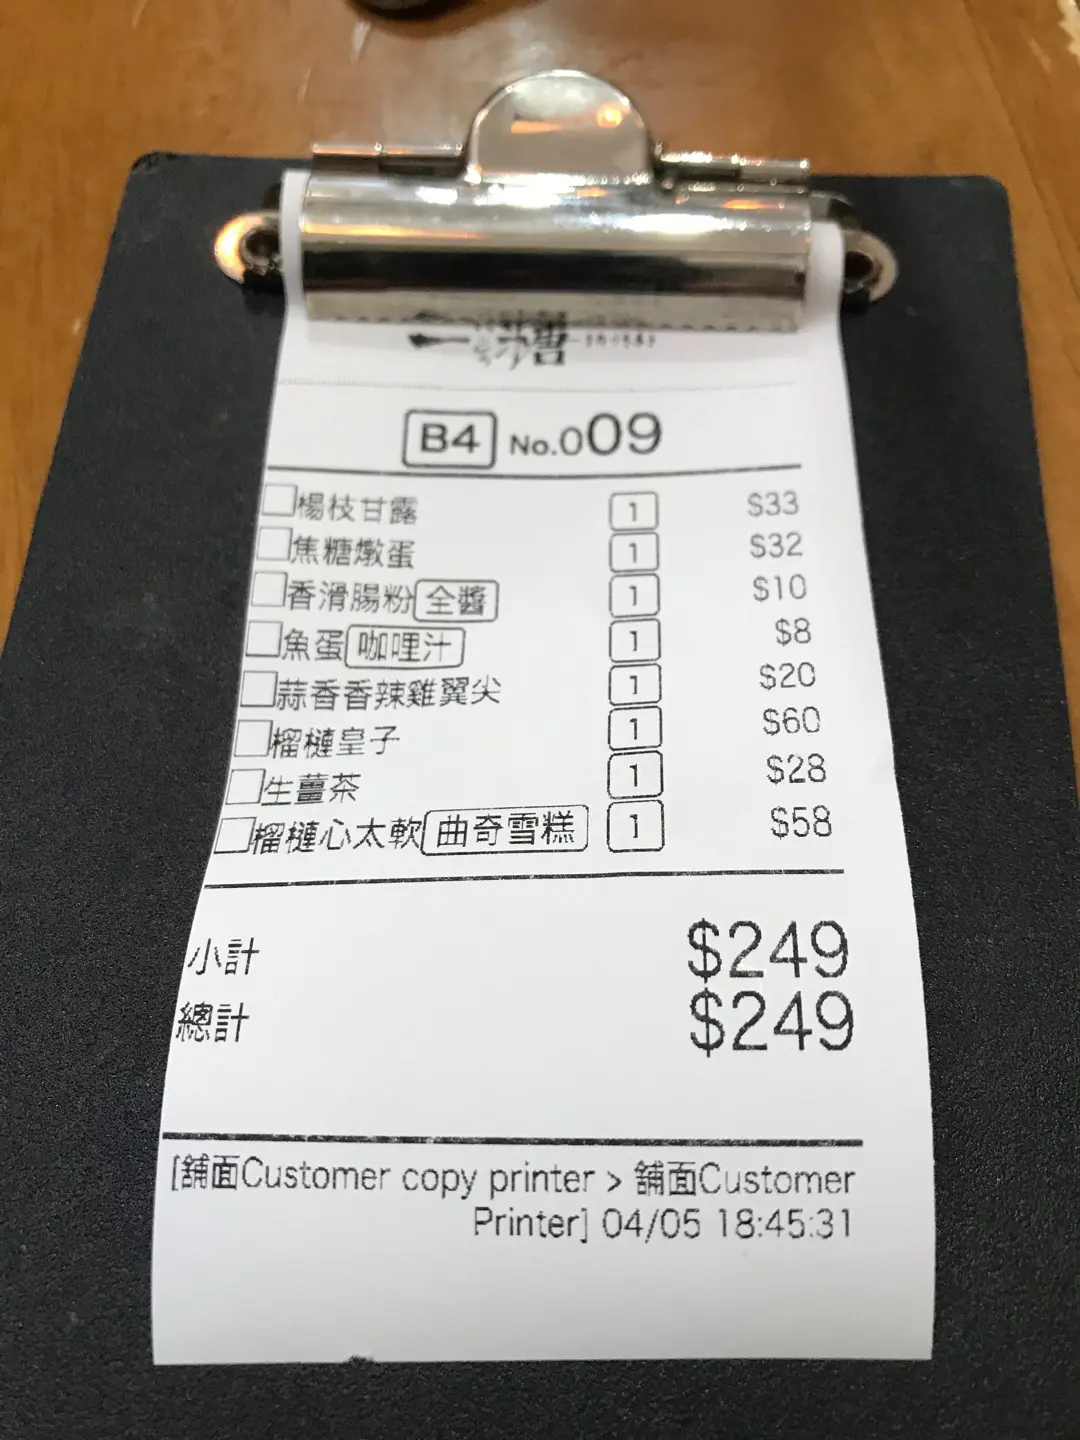 糖
B4 No.009
楊枝甘露 1 $33
焦糖燉蛋 1 $32
香滑腸粉 全醬 1 $10
魚蛋 咖哩汁 1 $8
蒜香香辣雞翼尖 1 $20
榴槤皇子 1 $60
生薑茶 1 $28
榴槤心太軟 曲奇雪糕 1 $58
小計 $249
總計 $249
[舖面Customer copy printer > 舖面Customer
Printer] 04/05 18:45:31